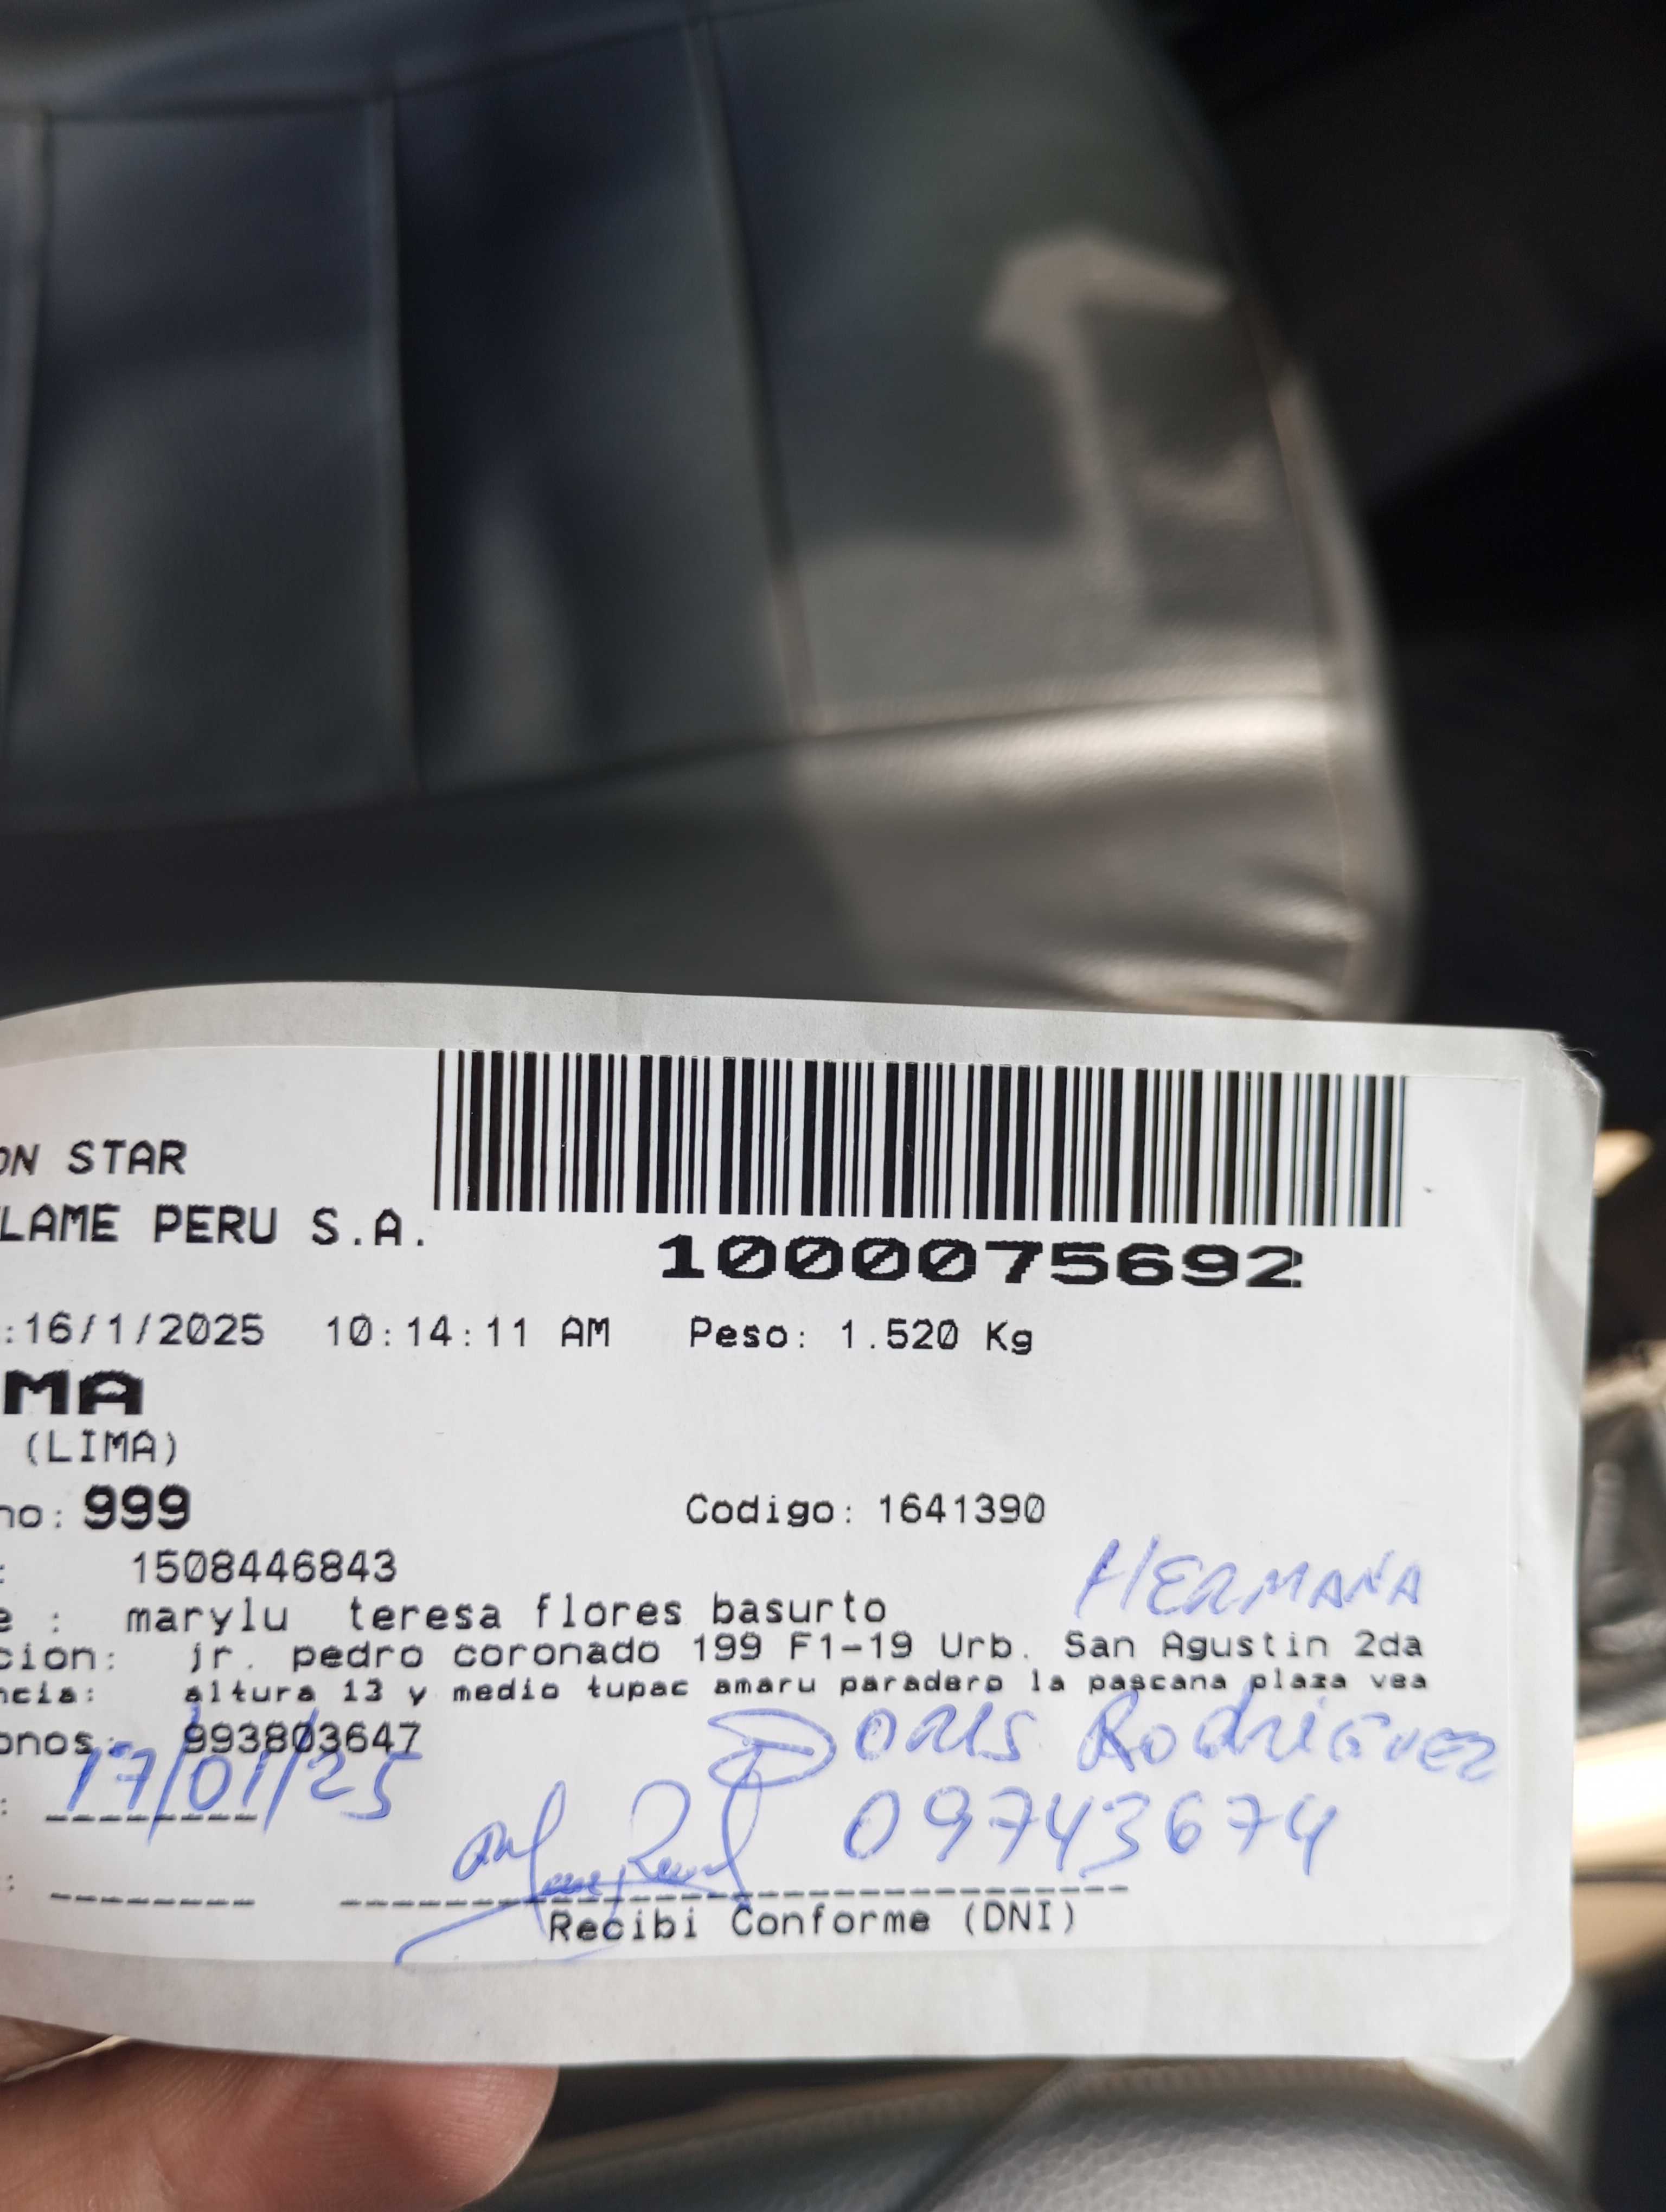 ON STAR
LAME PERU S.A.
1000075692
:16/1/2025 10:14:11 AM Peso: 1.520 Kg
MA
(LIMA)
no: 999 Codigo: 1641390
: 1508446843
HERMANA
e : marylu teresa flores basurto
cion: jr. pedro coronado 199 F1-19 Urb. San Agustin 2da
ncia: altura 13 y medio tupac amaru paradero la pascana plaza vea
onos: 993803647
DORIS RODRIGUEZ
: 17/01/25
09743674
:
Recibi Conforme (DNI)